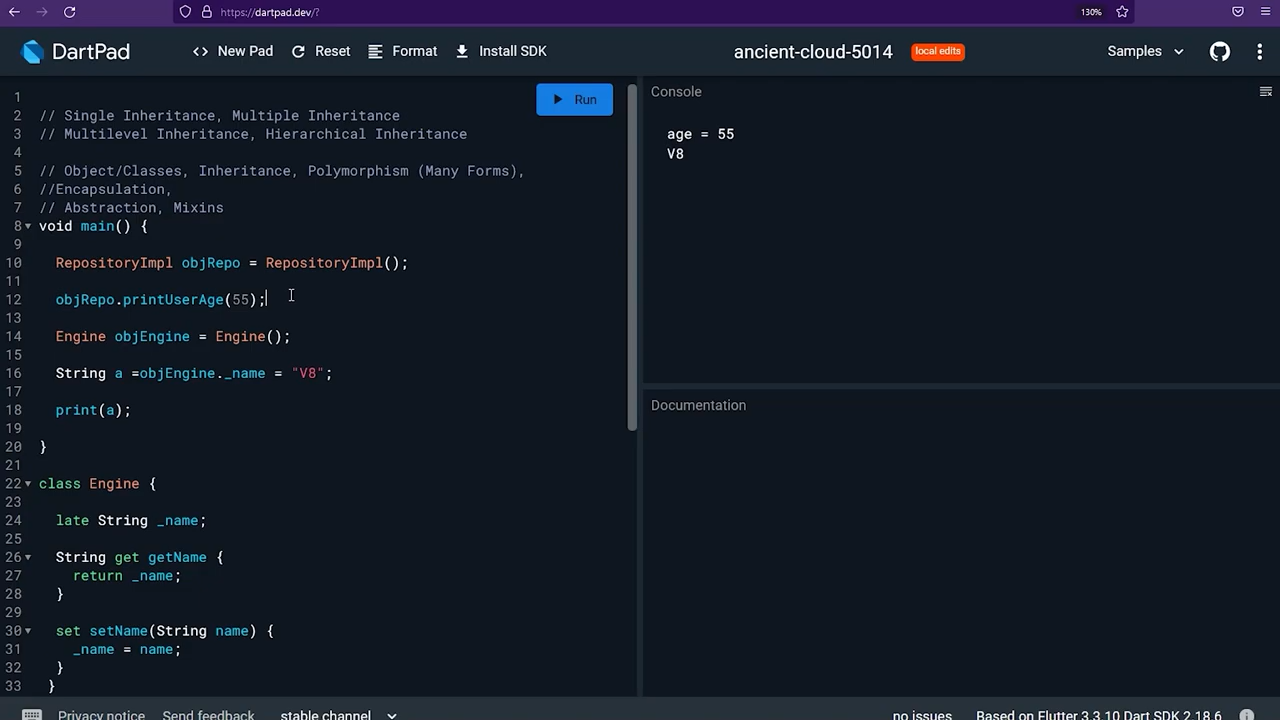 https://dartpad.dev/?
130%
DartPad
<> New Pad
Reset
Format
Install SDK
ancient-cloud-5014
local edits
Samples
Run
1
2 // Single Inheritance, Multiple Inheritance
3 // Multilevel Inheritance, Hierarchical Inheritance
4
5 // Object/Classes, Inheritance, Polymorphism (Many Forms),
6 //Encapsulation,
7 // Abstraction, Mixins
8 void main() {
9
10 RepositoryImpl objRepo = RepositoryImpl();
11
12 objRepo.printUserAge(55);
13
14 Engine objEngine = Engine();
15
16 String a =objEngine._name = "V8";
17
18 print(a);
19
20 }
21
22 class Engine {
23
24 late String _name;
25
26 String get getName {
27 return _name;
28 }
29
30 set setName(String name) {
31 _name = name;
32 }
33 }
Console
age = 55
V8
Documentation
Privacy notice
Send feedback
stable channel
no issues
Based on Flutter 3.3.10 Dart SDK 2.18.6